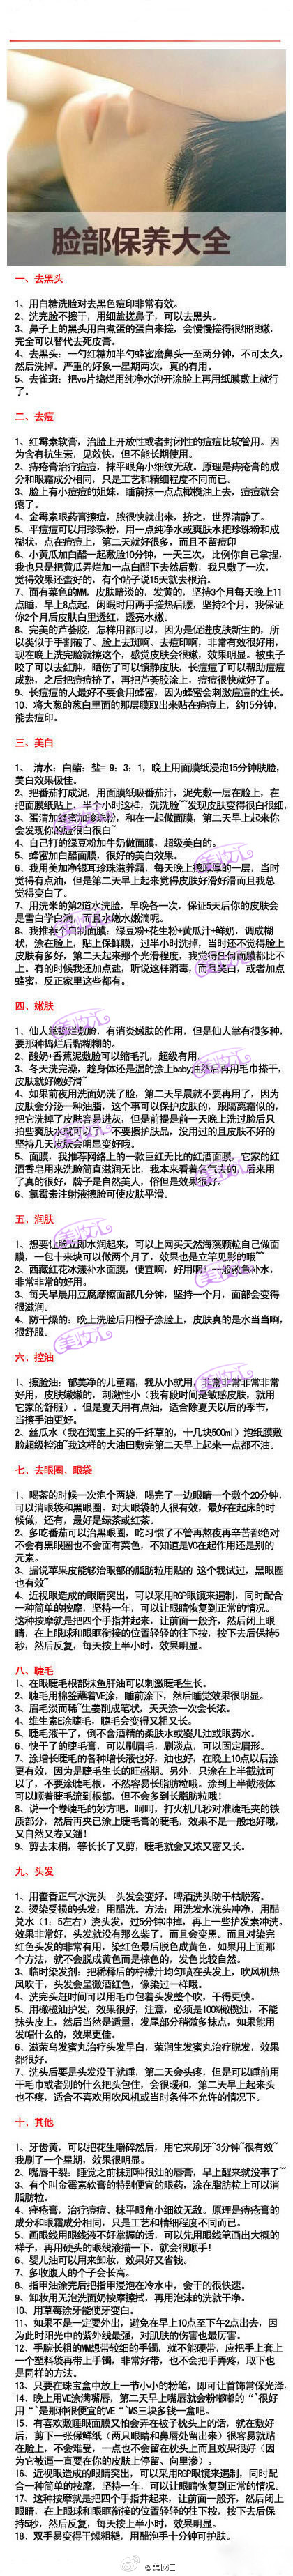 脸部保养大全
一、去黑头
1、用白糖洗脸对去黑色痘印非常有效。
2、洗完脸不擦干，用细盐搓鼻子，可以去黑头。
3、鼻子上的黑头用白煮蛋的蛋白来搓，会慢慢搓得很细很嫩，
完全可以替代去死皮膏。
4、去黑头：一勺红糖加半勺蜂蜜磨鼻头一至两分钟，不可太久，
然后洗掉。严重的好象一星期两次，真的有用。
5、去雀斑：把vc片捣烂用纯净水泡开涂脸上再用纸膜敷上就行
了。
二、去痘
1、红霉素软膏，治脸上开放性或者封闭性的痘痘比较管用。因
为含有抗生素，见效快，但不能长期使用。
2、痔疮膏治疗痘痘，抹平眼角小细纹无敌。原理是痔疮膏的成
分和眼霜成分相同，只是工艺和精细程度不同而已。
3、脸上有小痘痘的姐妹，睡前抹一点点橄榄油上去，痘痘就会
瘪了。
4、金霉素眼药膏擦痘，脓很快就出来，挤之，世界清静了。
5、平痘痘可以用珍珠粉，用一点纯净水或爽肤水把珍珠粉和成
糊状，点在痘痘上，第二天就好很多，而且不留痘印
6、小黄瓜加白醋一起敷脸10分钟，一天三次，比例你自己拿捏，
我也只是把黄瓜弄烂加一点白醋下去然后敷，我只敷了一次，
觉得效果还蛮好的，有个帖子说15天就去根治。
7、面有菜色的MM，皮肤暗淡的，发黄的，坚持3个月每天晚上11
点睡，早上8点起，闲暇时用两手搓热后腰，坚持2个月，我保证
你2个月后皮肤白里透红，透亮水嫩。
8、完美的芦荟胶，怎样用都可以，因为是促进皮肤新生的，所
以类似于手割破了、脸上去斑啊、去痘印啊，非常有效很好用，
现在晚上洗完脸就擦这个，感觉皮肤会很嫩，效果明显。被虫子
咬了可以去红肿，晒伤了可以镇静皮肤，长痘痘了可以帮助痘痘
成熟，之后把痘痘挤了，再把芦荟胶涂上，痘痘很快就好了。
9、长痘痘的人最好不要食用蜂蜜，因为蜂蜜会刺激痘痘的生长。
10、将大葱的葱白里面的那层膜取出来贴在痘痘上，约15分钟，
能去痘印。
三、美白
1、 清水：白醋：盐= 9：3：1，晚上用面膜纸浸泡15分钟敷脸，
美白效果极佳。
2、把番茄打成泥，用面膜纸吸番茄汁，泥先敷一层在脸上，在
把面膜纸贴上，半个小时这样，洗洗脸~~发现皮肤变得很白很细.
3、蛋清加蜂蜜加珍珠粉，和在一起做面膜，第二天早上起来你
会发现你的脸很白很白~
4、自己打的绿豆粉加牛奶做面膜，超级美白的。
5、蜂蜜加白醋面膜，很好的美白效果。
6、我用美加净银耳珍珠滋养霜，每天晚上擦厚厚的一层，当时
觉得有点油，但是第二天早上起来觉得皮肤好滑好滑而且我总
觉得变白了。
7、用洗米的第2道水洗脸，早晚各一次，保证5天后你的皮肤会
是雪白学白滴，而且水嫩水嫩滴呢。
8、我推荐个自制面膜：绿豆粉+花生粉+黄瓜汁+鲜奶，调成糊
状，涂在脸上，贴上保鲜膜，过半小时洗掉，当时还不觉得脸上
皮肤有多好，第二天起来那个光滑程度，我觉得任何面膜都比不
上。有的时候我还加点盐，听说这样消毒，而且美白，或者加点
蜂蜜，反正家里这些都有。
四、嫩肤
1、仙人掌捣烂敷脸，有消炎嫩肤的作用，但是仙人掌有很多种，
要那种捣烂后黏糊糊的。
2、酸奶+香蕉泥敷脸可以缩毛孔，超级有用。
3、冬天洗完澡，趁身体还是湿的涂上baby油然后再用毛巾搽干，
皮肤就好嫩好滑~
4、如果前夜用洗面奶洗了脸，第二天早晨就不要再用了，因为
皮肤会分泌一种油脂，这个事可以保护皮肤的，跟隔离霜似的，
把它洗掉了皮肤容易泛灰，但是前提是前一天晚上洗过脸后只
拍些爽肤水就可以了，不要擦护肤品，没用过的且皮肤不好的
坚持几天皮肤会明显变好哦。
5、面膜，我推荐网络上的一款巨红无比的红酒面膜，它家的红
酒香皂用来洗脸简直滋润无比，我本来看着名气去的，后来用
了真的很好，牌子是自然美人，俗但是效果很好。
6、氯霉素注射液擦脸可使皮肤平滑。
五、润肤
1、想要让脸立刻水润起来，可以上网买天然海藻颗粒自己做面
膜，一包十来块可以做两个月了，效果也是立竿见影的哦~~
2、西藏红花水漾补水面膜，便宜啊，好用啊，一般救急补水，
非常非常的好用。
3、每天早晨用豆腐摩擦面部几分钟，坚持一个月，面部会变得
很滋润。
4、防干燥的：晚上洗脸后用橙子涂脸上，皮肤真的是水当当啊，
很舒服。
六、控油
1、擦脸油：郁美净的儿童霜，我从小就用，非常非常非常非常
好用，皮肤嫩嫩的，刺激性小（我有段时间是敏感皮肤，就用
它家的舒服）。但是夏天用有点油，适合除夏天以后的季节，
当擦手油更好。
2、丝瓜水（我在淘宝上买的千纤草的，十几块500ml）泡纸膜敷
脸超级控油~我这样的大油田敷完第二天早上起来一点都不油。
七、去眼圈、眼袋
1、喝茶的时候一次泡个两袋，喝完了一边眼睛一个敷个20分钟，
可以消眼袋和黑眼圈。对大眼袋的人很有效，最好在起床的时
候做，还有，最好是绿茶或红茶。
2、多吃番茄可以治黑眼圈，吃习惯了不管再熬夜再辛苦都绝对
不会有黑眼圈也不会面有菜色，不知道是VC在起作用还是别的
元素。
3、据说苹果皮能够治眼部的脂肪粒用贴的 这个我试过，黑眼圈
也有效~
4、近视眼造成的眼睛突出，可以采用RGP眼镜来遏制，同时配合
一种简单的按摩，坚持一年，可以让眼睛恢复到正常的情况。
这种按摩就是把四个手指并起来，让前面一般齐，然后闭上眼
睛，在上眼球和眼眶衔接的位置轻轻的往下按，按下去后保持5
秒，然后反复，每天按上半小时，效果明显。
八、睫毛
1、在眼睫毛根部抹鱼肝油可以刺激睫毛生长。
2、睫毛用棉签蘸着VE涂，睡前涂下，然后睡觉效果很明显。
3、眉毛淡而稀~生姜削成笔状，天天涂一次会长浓。
4、维生素E涂睫毛，睫毛会变得又粗又长。
5、睫毛液干了，倒不含酒精的柔肤水或婴儿油或眼药水。
6、快干了的睫毛膏，可以刷眉毛，刷淡点，可以固定眉形。
7、涂增长睫毛的各种增长液也好，油也好，在晚上10点以后涂
更有效，因为是睫毛生长的旺盛期。另外，只涂在上半截就可
以了，不要涂睫毛根，不然容易长脂肪粒哦。涂到上半截液体
可以顺着睫毛流到根部，但不会多到长脂肪粒哦！
8、说一个卷睫毛的妙方吧，呵呵，打火机几秒对准睫毛夹的铁
质部分，然后再夹已涂上睫毛膏的睫毛，效果不是一般地好哦，
又自然又卷又翘！
9、剪去末梢，等长长了又剪，睫毛就会又浓又密又长。
九、头发
1、用藿香正气水洗头 头发会变好。啤酒洗头防干枯脱落。
2、烫染受损的头发：用醋洗。方法：用洗发水洗头冲净，用醋
兑水（1：5左右）浇头发，过5分钟冲掉，再上一些护发素冲洗。
效果非常好，头发就没有那么柴了，而且会变黑。而且对染完
红色头发的非常有用，染红色最后脱色成黄色，如果用上面那
个方法，就不会脱成黄色而是棕色的，发色比较自然。
3、临时染发剂：把稀释后的柠檬汁均匀喷在头发上，吹风机热
风吹干，头发会呈微酒红色，像染过一样哦。
4、洗完头赶时间可以用毛巾包着头发整个吹，干得更快。
5、用橄榄油护发，效果很好，注意，必须是100%橄榄油，不能
抹头皮上，然后当然是适量，发尾部分稍微多抹点，如果能用
发帽什么的，效果更佳。
6、滋荣乌发蜜丸治疗头发早白，荣润生发蜜丸治疗脱发，效果
都很好。
7、洗头后要是头发没干就睡，第二天会头疼，但是可以睡前用
干毛巾或者别的什么把头包住，会很暖和，第二天早上起来头
也不疼，适合不喜欢用吹风机或当时条件不允许的情况下。
十、其他
1、牙齿黄，可以把花生嚼碎然后，用它来刷牙~3分钟~很有效~
我刷了一个星期，效果很明显。
2、嘴唇干裂：睡觉之前抹那种很油的唇膏，早上醒来就没事了~~
3、有个叫金霉素软膏的特别便宜的眼药，涂在脂肪粒上可以消
脂肪粒。
4、痤疮膏，治疗痘痘、抹平眼角小细纹无敌。原理是痔疮膏的
成分和眼霜成分相同，只是工艺和精细程度不同而已。
5、画眼线用眼线液不好掌握的话，可以先用眼线笔画出大概的
样子，再用硬头的眼线液描一下，就会很顺手！
6、婴儿油可以用来卸妆，效果好又省钱。
7、多收腹人的个子会长高。
8、指甲油涂完后把指甲浸泡在冷水中，会干的很快速。
9、卸妆用无泡洗面奶按摩擦拭，再用泡沫的洗就干净。
10、用草莓涂牙能使牙变白。
11、如果不是一定要外出，避免在早上10点至下午2点出去，因
为此时阳光中的紫外线最强，对肌肤的伤害也最厉害。
12、手腕长粗的MM想带较细的手镯，就不能硬带，应把手上套上
一个塑料袋再带上手镯，非常好带，也不会把手弄疼，取下也
是同样的方法。
13、只要在珠宝盒中放上一节小小的粉笔，即可让首饰常保光泽.
14、晚上用VE涂满嘴唇，第二天早上嘴唇就会粉嘟嘟的“`很好
用“`是那种很便宜的VE“`MS三块多钱一盒吧。
15、有喜欢敷睡眠面膜又怕会弄在被子枕头上的话，就在敷好
后，剪下一张保鲜纸（两只眼睛和鼻唇处留出来）很容易就贴
在脸上，不会难受，一点也不会留在枕头上而且效果很好（因
为它被逼一直要在你的皮肤上停留、向里渗）。
16、近视眼造成的眼睛突出，可以采用RGP眼镜来遏制，同时配
合一种简单的按摩，坚持一年，可以让眼睛恢复到正常的情况。
17、这种按摩就是把四个手指并起来，让前面一般齐，然后闭上
眼睛，在上眼球和眼眶衔接的位置轻轻的往下按，按下去后保
持5秒，然后反复，每天按上半小时，效果明显。
18、双手易变得干燥粗糙，用醋泡手十分钟可护肤。
美妆汇
美妆汇
美妆汇
美妆汇
美妆汇
美妆汇
美妆汇
美妆汇